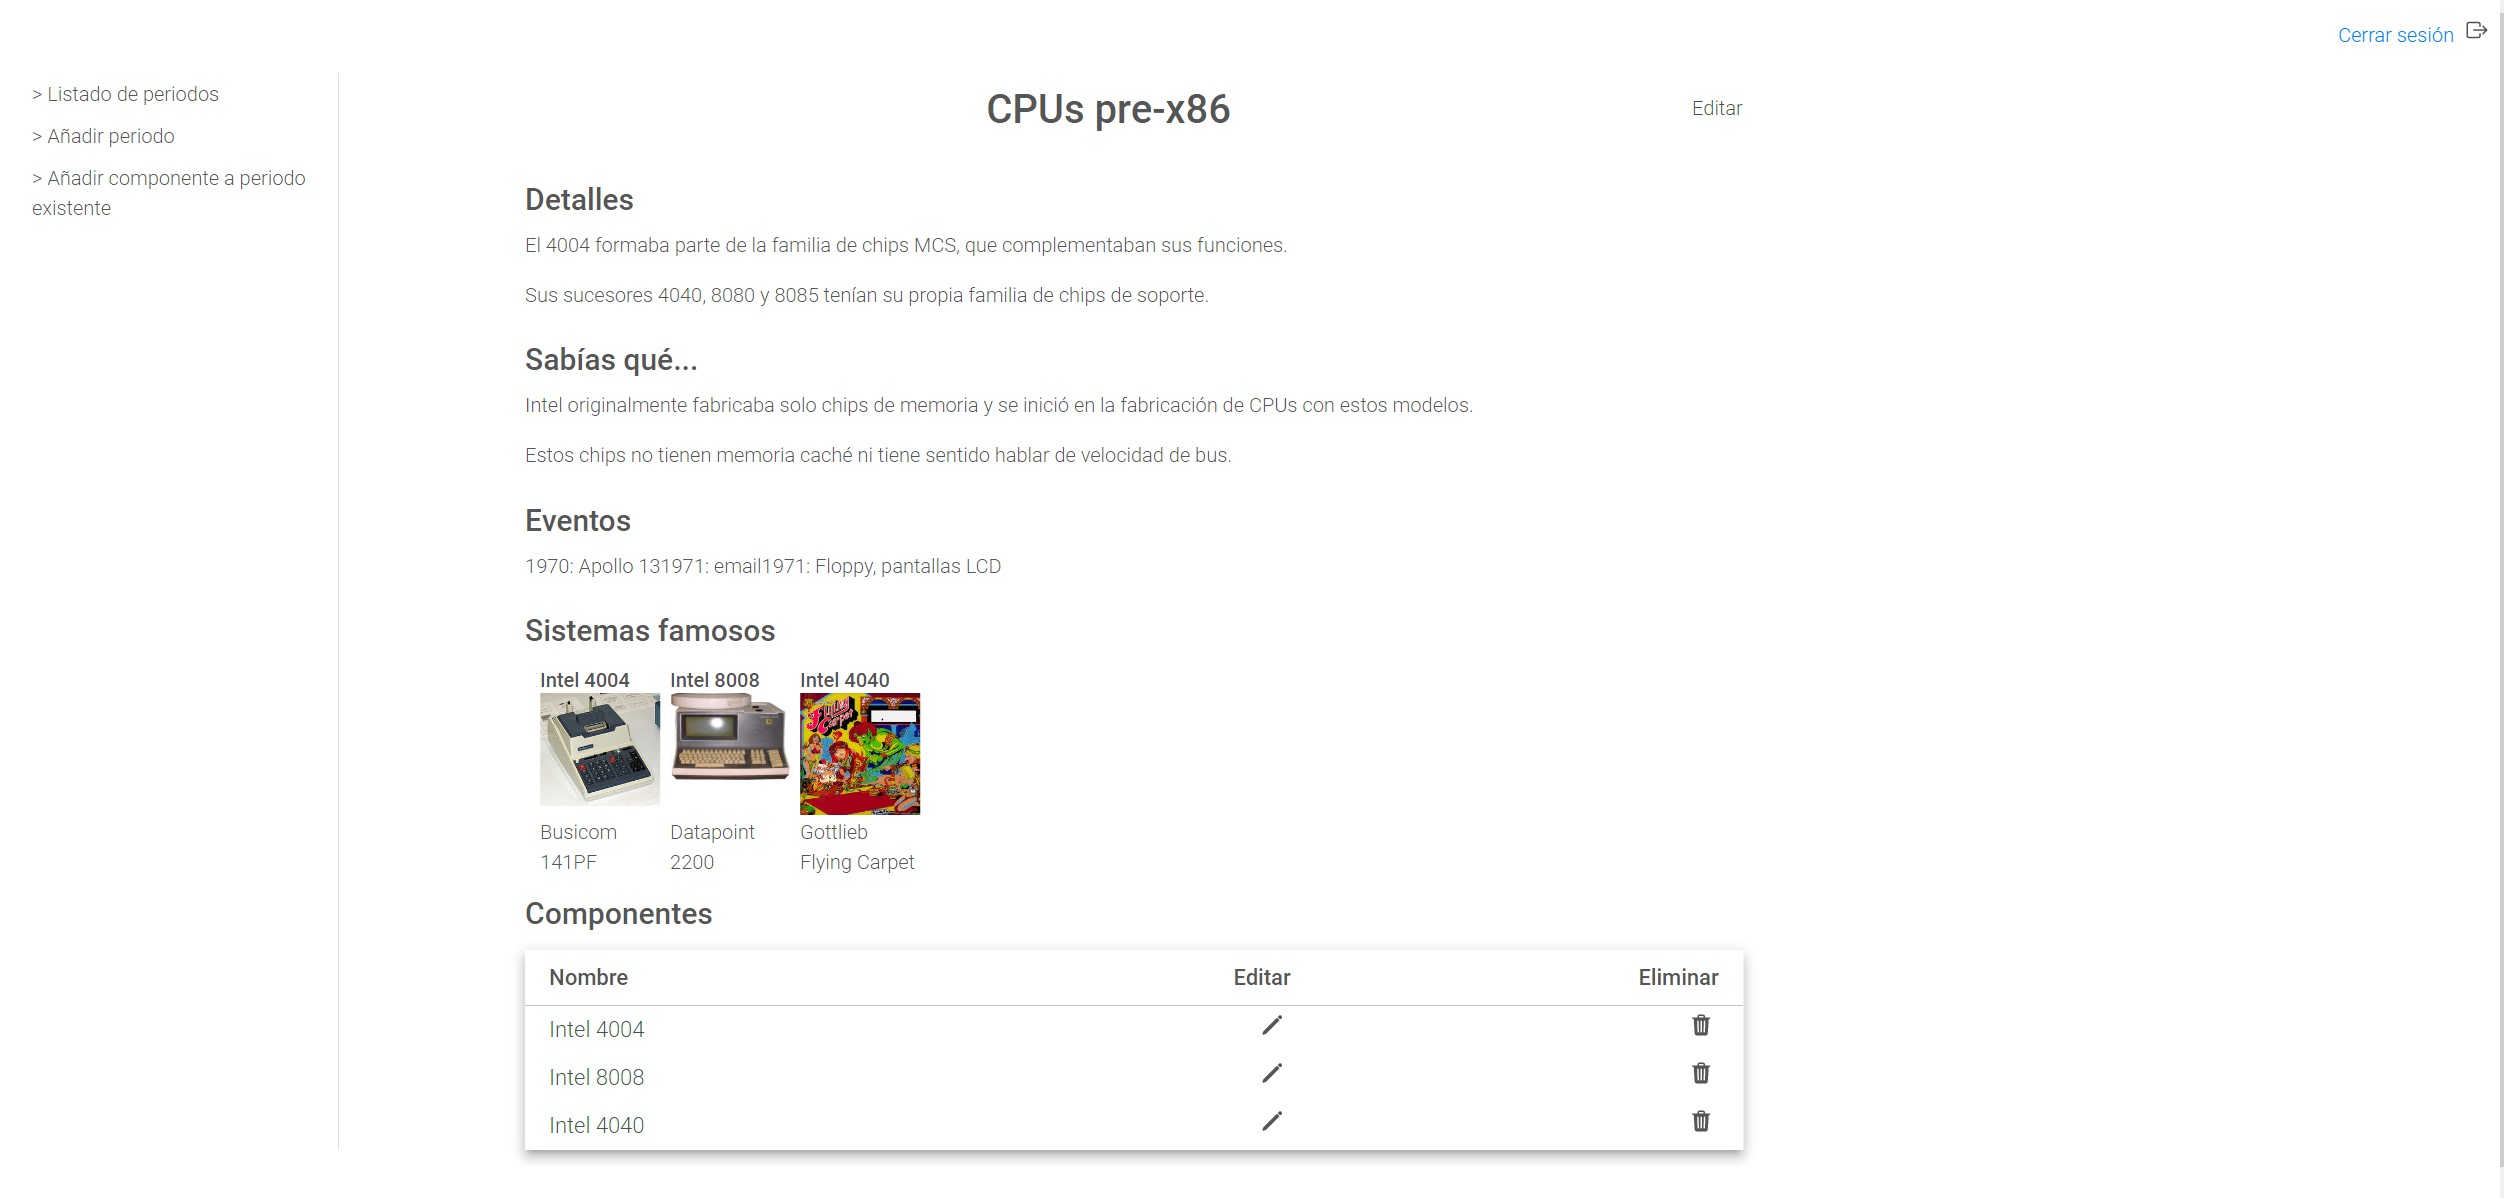 Cerrar sesión
> Listado de periodos
> Añadir periodo
> Añadir componente a periodo
existente
CPUs pre-x86
Editar
Detalles
El 4004 formaba parte de la familia de chips MCS, que complementaban sus funciones.
Sus sucesores 4040, 8080 y 8085 tenían su propia familia de chips de soporte.
Sabías qué...
Intel originalmente fabricaba solo chips de memoria y se inició en la fabricación de CPUs con estos modelos.
Estos chips no tienen memoria caché ni tiene sentido hablar de velocidad de bus.
Eventos
1970: Apollo 131971: email1971: Floppy, pantallas LCD
Sistemas famosos
Intel 4004 Intel 8008 Intel 4040
Flying
Carpet
Busicom Datapoint Gottlieb
141PF 2200 Flying Carpet
Componentes
Nombre Editar Eliminar
Intel 4004
Intel 8008
Intel 4040